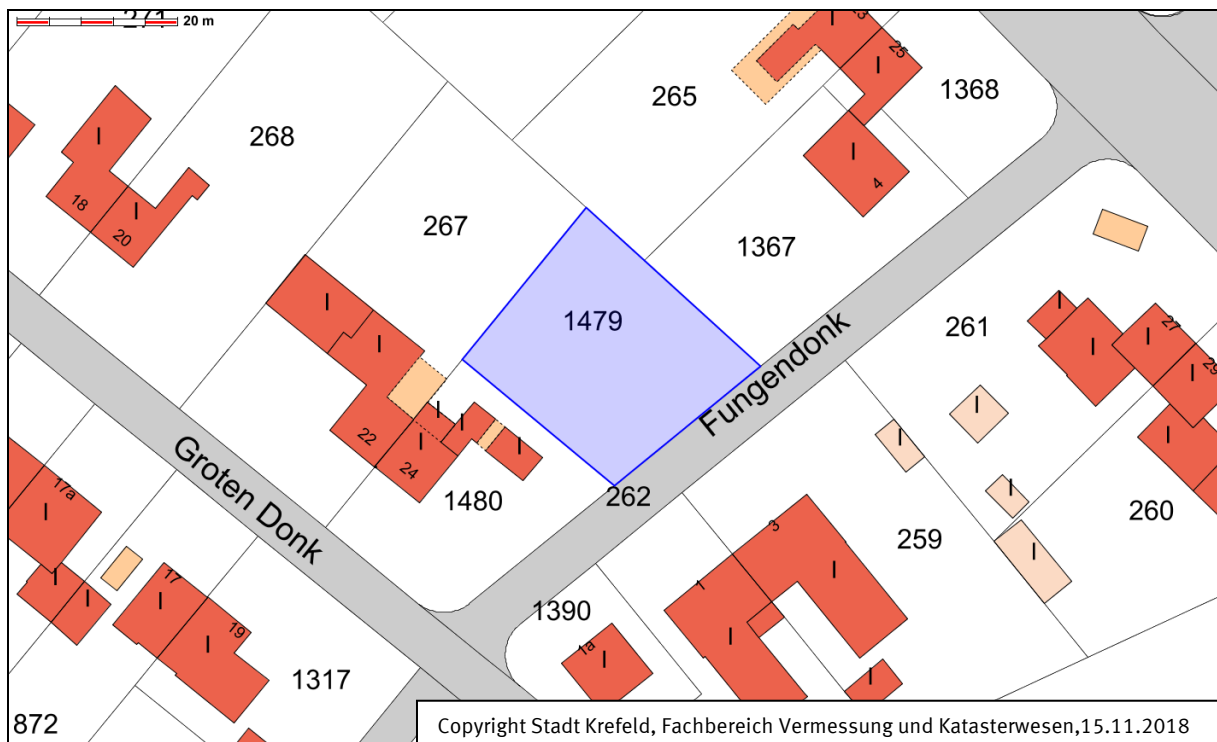 271
20 m
23
25
265
1368
268
I
I
I
I
4
18
20
267
1367
1479
I
I
261
I
27
I
I
29
I
Fungendonk
I
I
I
I
I
22
24
I
I
I
Groten Donk
17a
I
1480
262
I
260
3
259
I
I
I
I
17
I
19
I
1
I
1390
1a
I
I
1317
872
Copyright Stadt Krefeld, Fachbereich Vermessung und Katasterwesen,15.11.2018